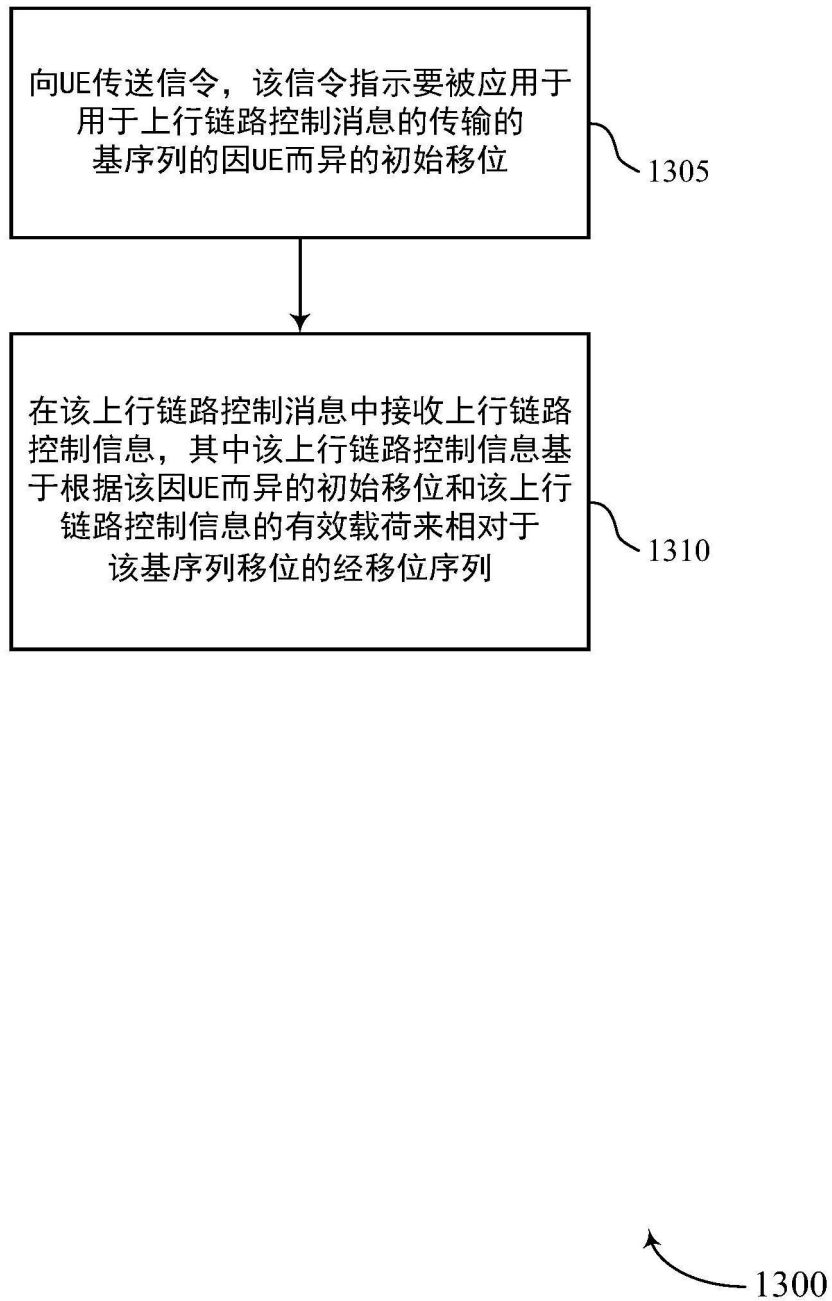 向UE传送信令，该信令指示要被应用于
用于上行链路控制消息的传输的
基序列的因UE而异的初始移位
1305
在该上行链路控制消息中接收上行链路
控制信息，其中该上行链路控制信息基
于根据该因UE而异的初始移位和该上行
链路控制信息的有效载荷来相对于
该基序列移位的经移位序列
1310
1300